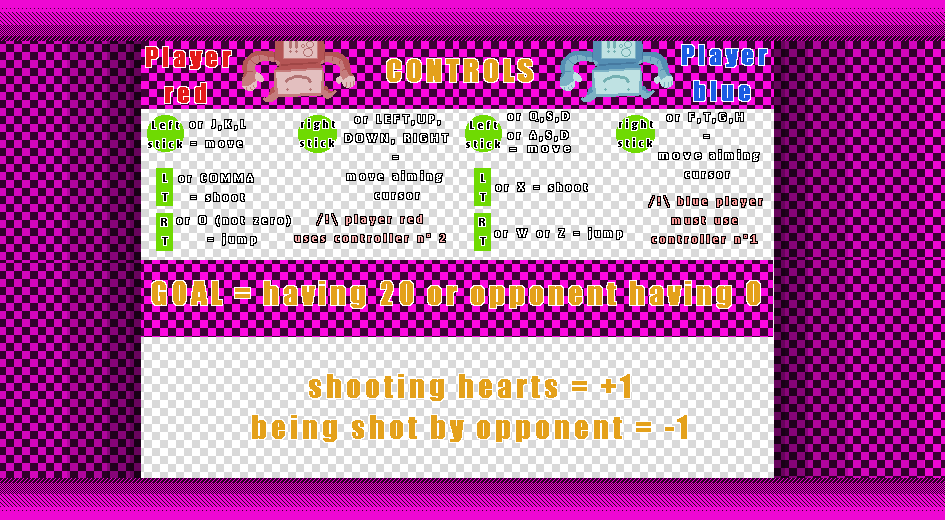 Player
red
CONTROLS
Player
blue
Left
stick
or J,K,L
= move
right
stick
or LEFT,UP,
DOWN, RIGHT
=
move aiming
cursor
L
T
or COMMA
= shoot
R
T
or O (not zero)
= jump
/!\ player red
uses controller n° 2
Left
stick
or Q,S,D
or A,S,D
= move
right
stick
or F,T,G,H
=
move aiming
cursor
L
T
or X = shoot
R
T
or W or Z = jump
/!\ blue player
must use
controller n°1
GOAL = having 20 or opponent having 0
shooting hearts = +1
being shot by opponent = -1